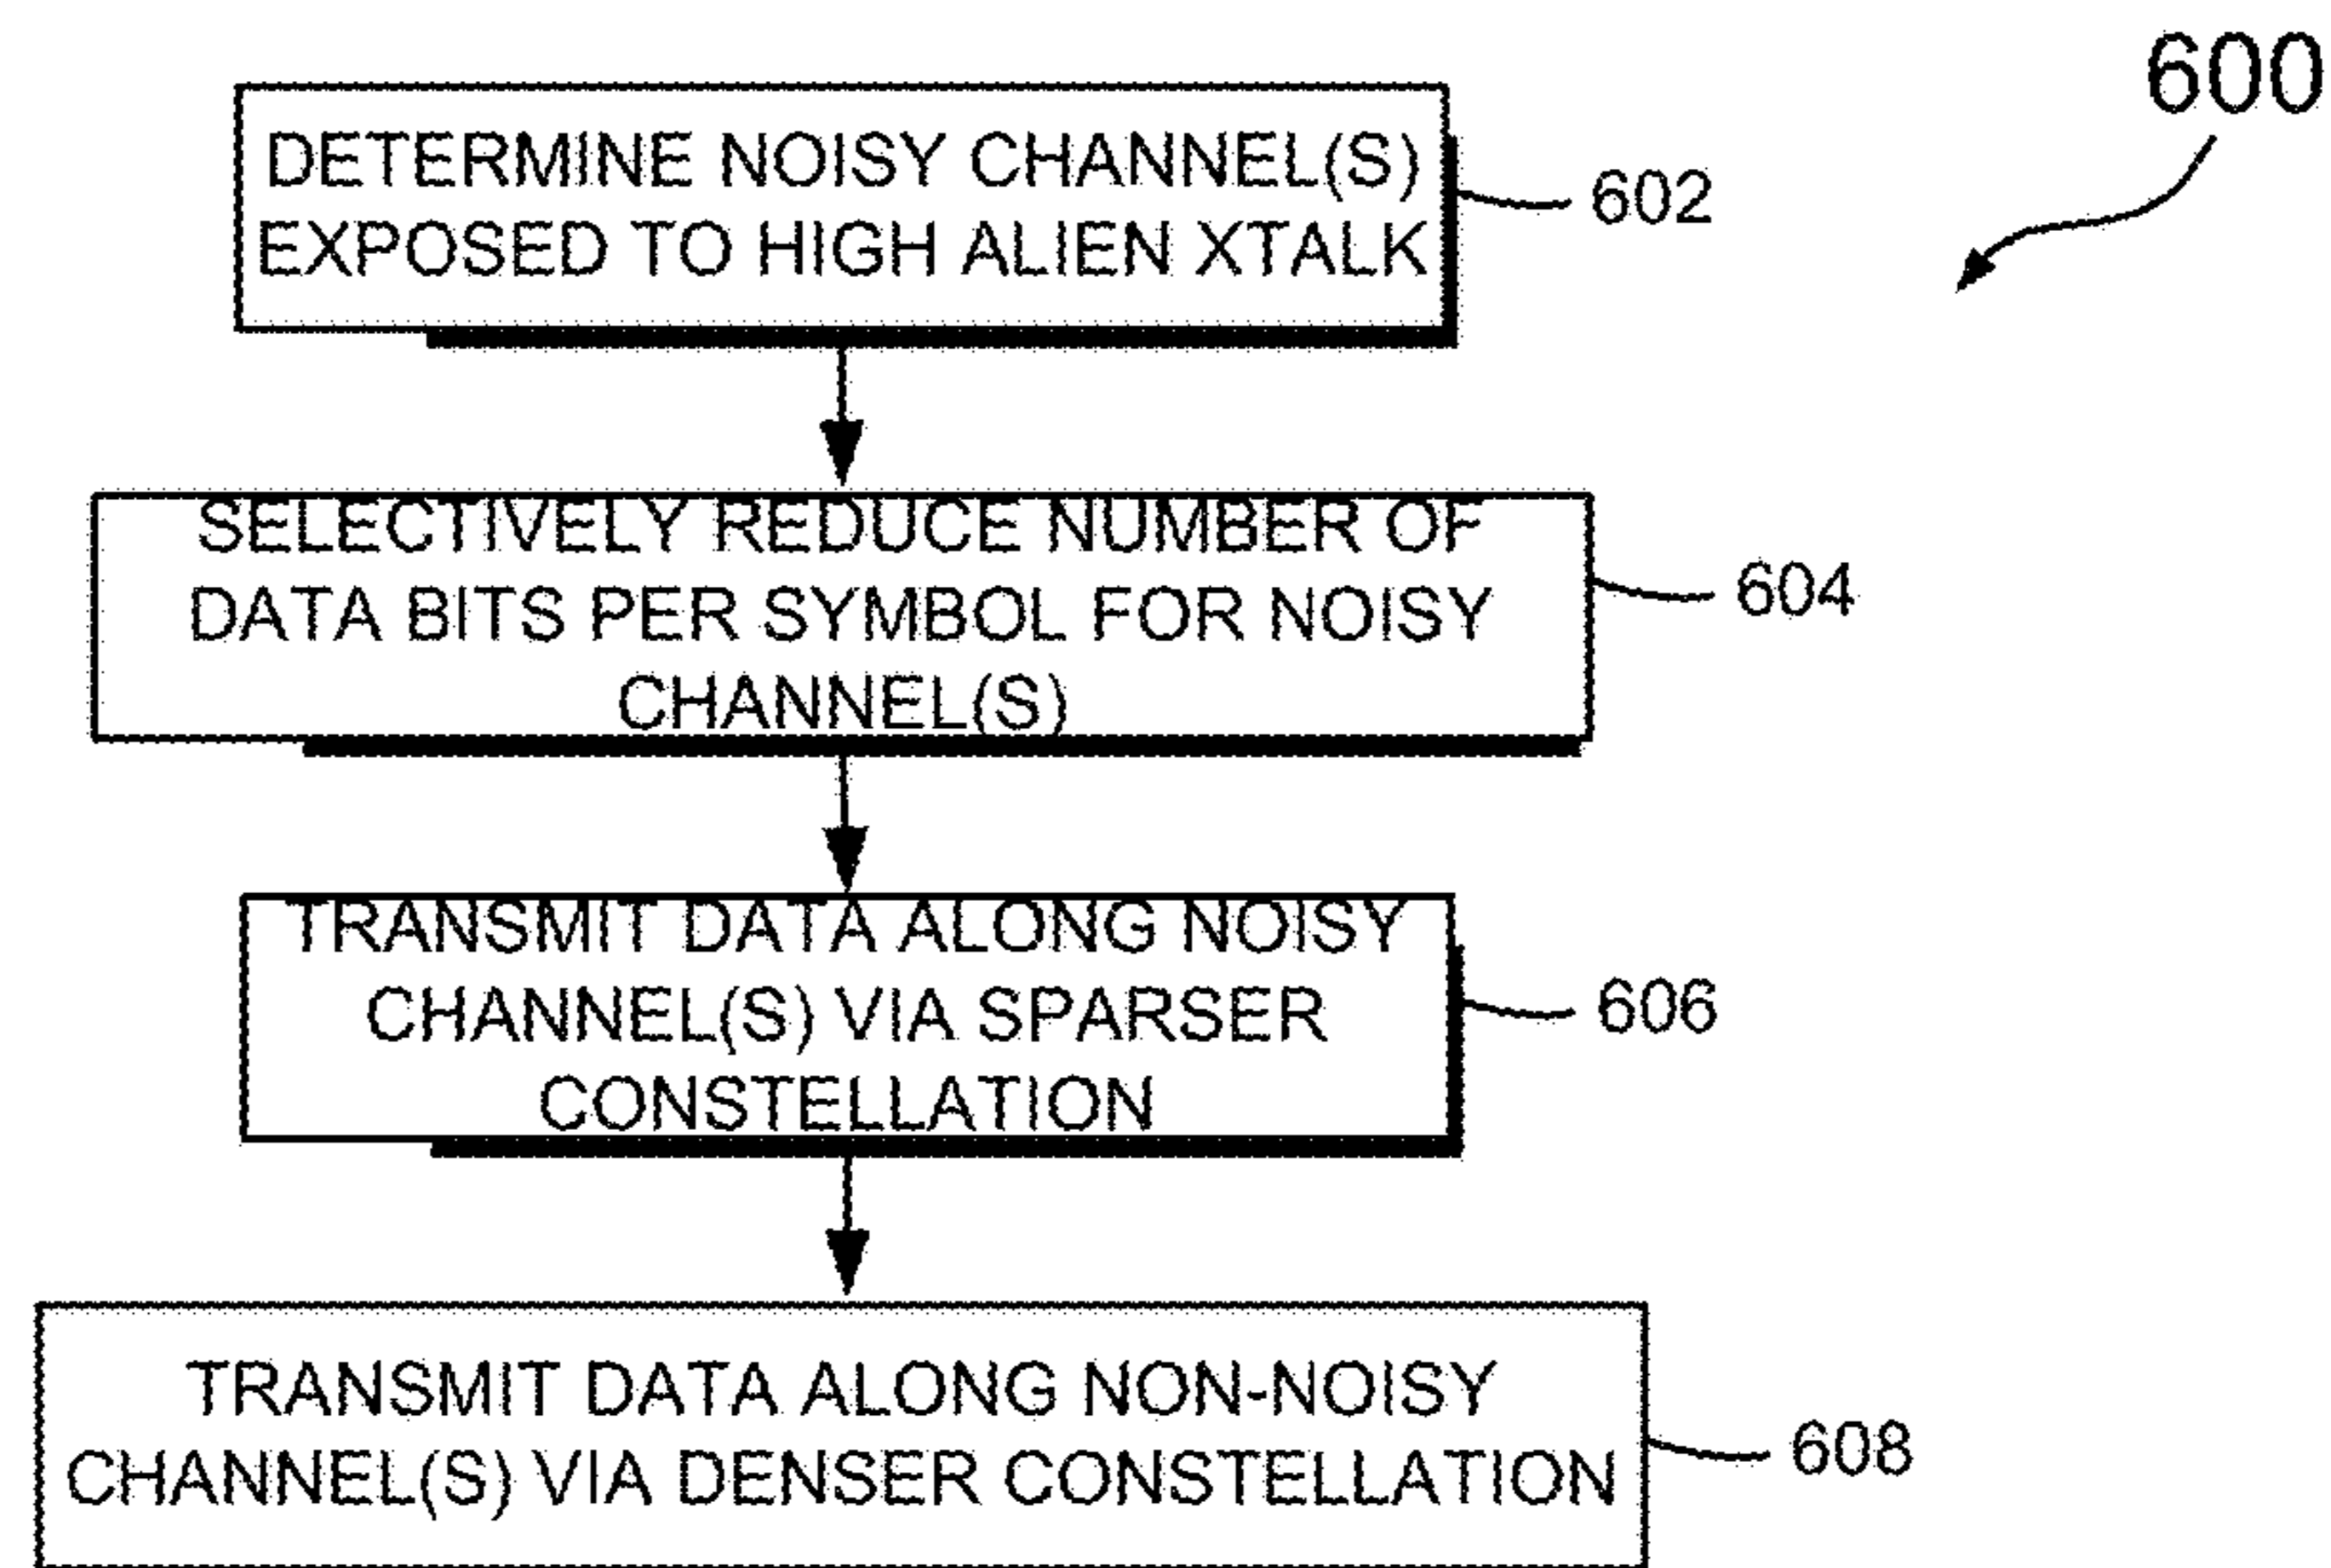 600
DETERMINE NOISY CHANNEL(S)
EXPOSED TO HIGH ALIEN XTALK
602
SELECTIVELY REDUCE NUMBER OF
DATA BITS PER SYMBOL FOR NOISY
CHANNEL(S)
604
TRANSMIT DATA ALONG NOISY
CHANNEL(S) VIA SPARSER
CONSTELLATION
606
TRANSMIT DATA ALONG NON-NOISY
CHANNEL(S) VIA DENSER CONSTELLATION
608